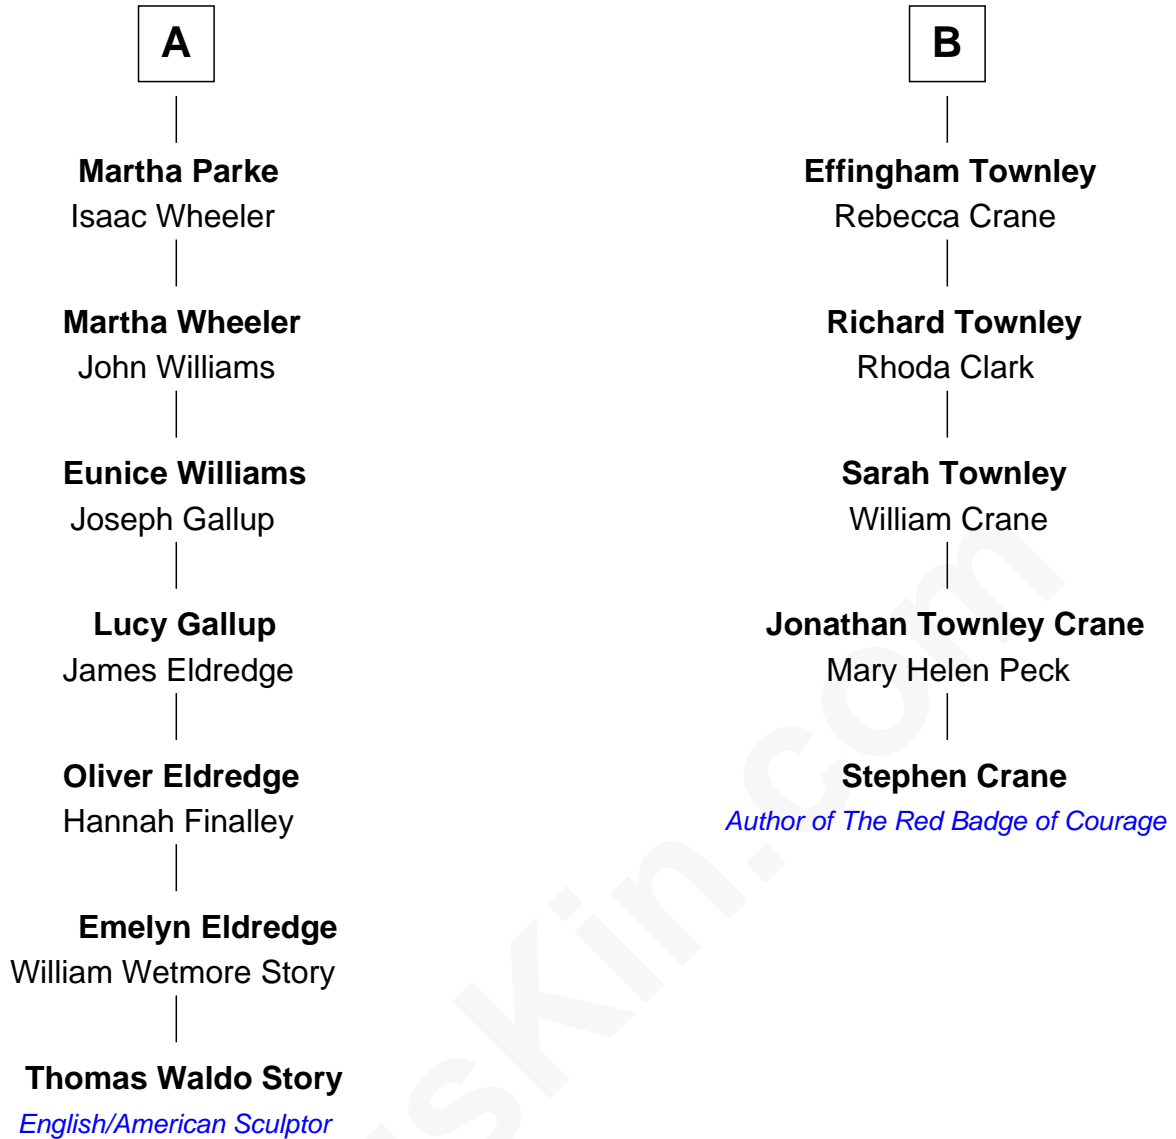 A
Martha Parke
Isaac Wheeler
Martha Wheeler
John Williams
Eunice Williams
Joseph Gallup
Lucy Gallup
James Eldredge
Oliver Eldredge
Hannah Finalley
Emelyn Eldredge
William Wetmore Story
Thomas Waldo Story
English/American Sculptor
B
Effingham Townley
Rebecca Crane
Richard Townley
Rhoda Clark
Sarah Townley
William Crane
Jonathan Townley Crane
Mary Helen Peck
Stephen Crane
Author of The Red Badge of Courage